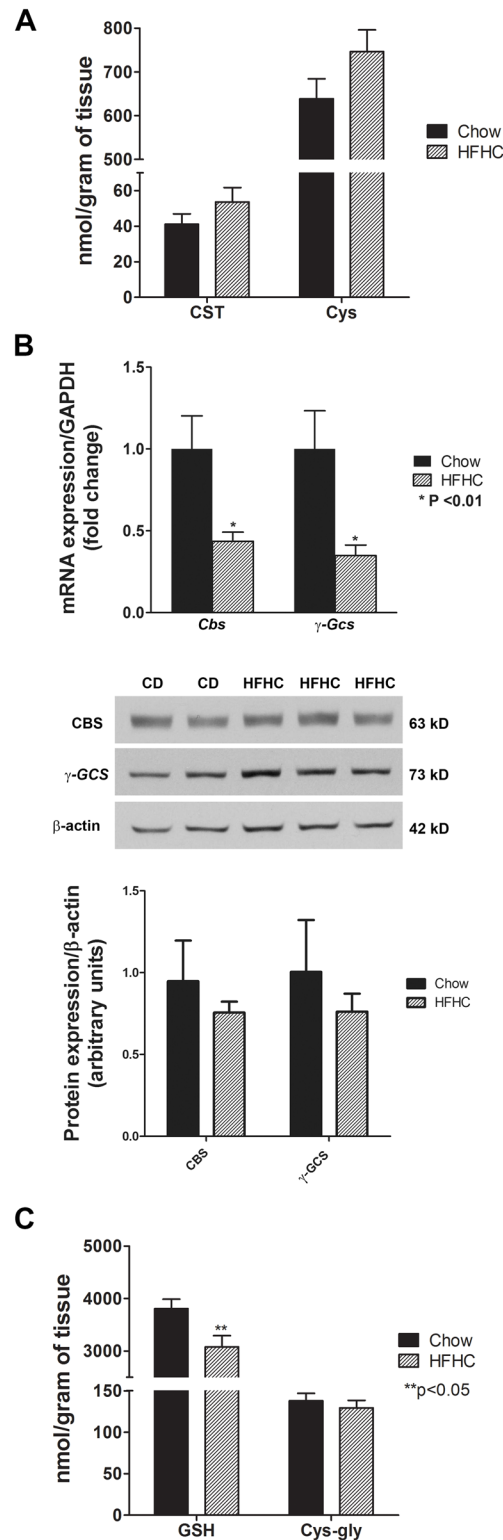 A
nmol/gram of tissue
800
700
600
500
60
40
20
0
CST Cys
Chow
HFHC
B
mRNA expression/GAPDH
(fold change)
1.5
1.0
0.5
0.0
* *
Cbs γ-Gcs
Chow
HFHC
* P <0.01
CD CD HFHC HFHC HFHC
CBS 63 kD
γ-GCS 73 kD
β-actin 42 kD
Protein expression/β-actin
(arbitrary units)
1.5
1.0
0.5
0.0
CBS γ-GCS
Chow
HFHC
C
nmol/gram of tissue
5000
4000
3000
150
100
50
0
**
GSH Cys-gly
Chow
HFHC
**p<0.05